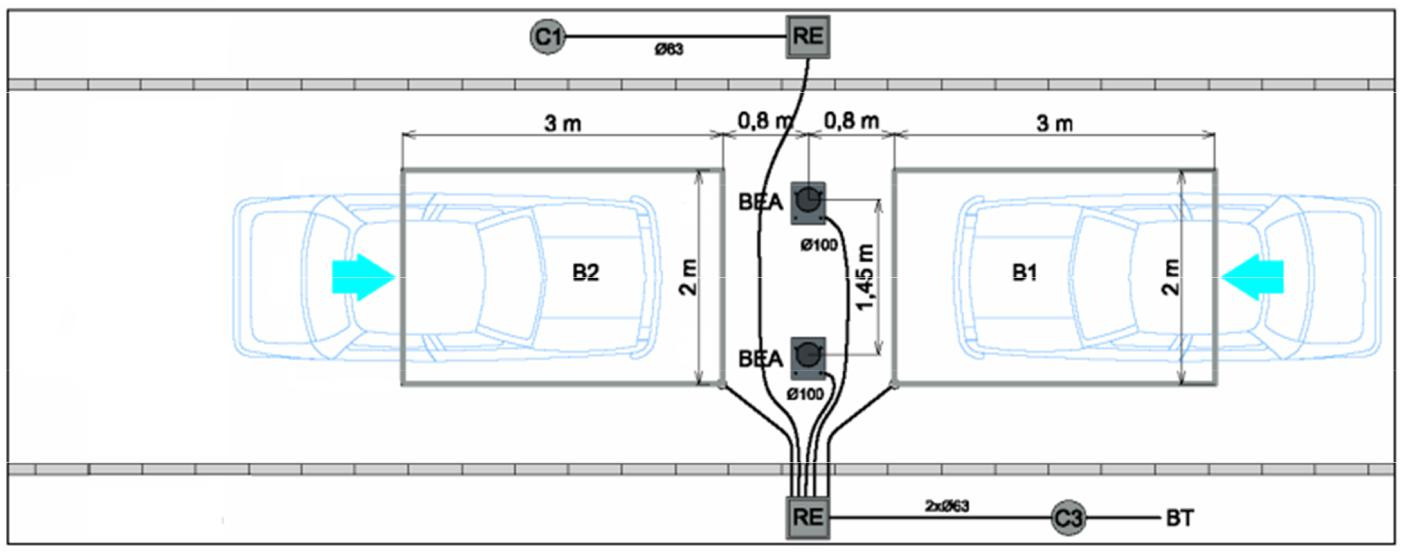 C1
Ø63
RE
3 m
0,8 m
0,8 m
3 m
BEA
Ø100
B2
2 m
1,45 m
B1
2 m
BEA
Ø100
RE
2xØ63
C3
BT